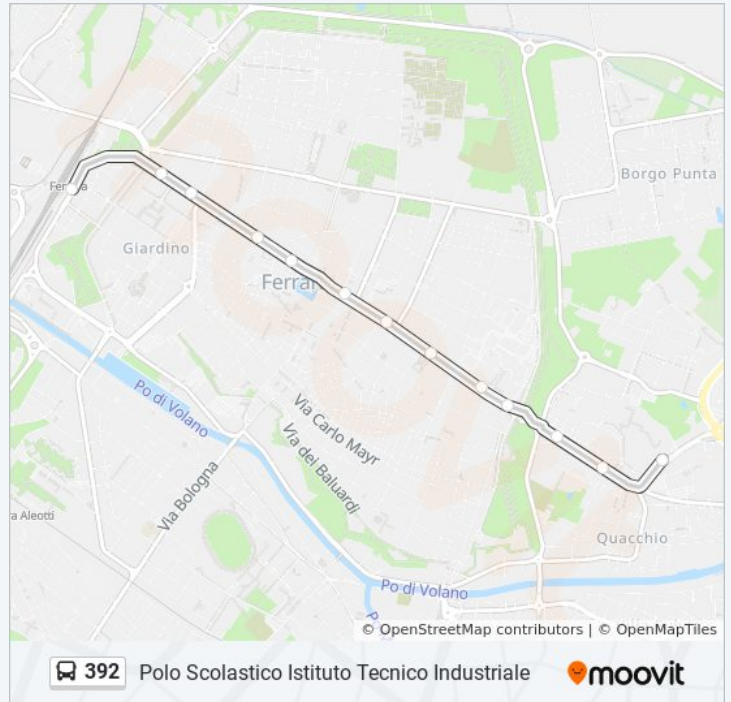 Borgo Punta
Giardino
Via Carlo Mayr
Po di Volano
Via dei Baluardi
Via Bologna
Aleotti
Quacchio
Po di Volano
© OpenStreetMap contributors | © OpenMapTiles
392 Polo Scolastico Istituto Tecnico Industriale moovit